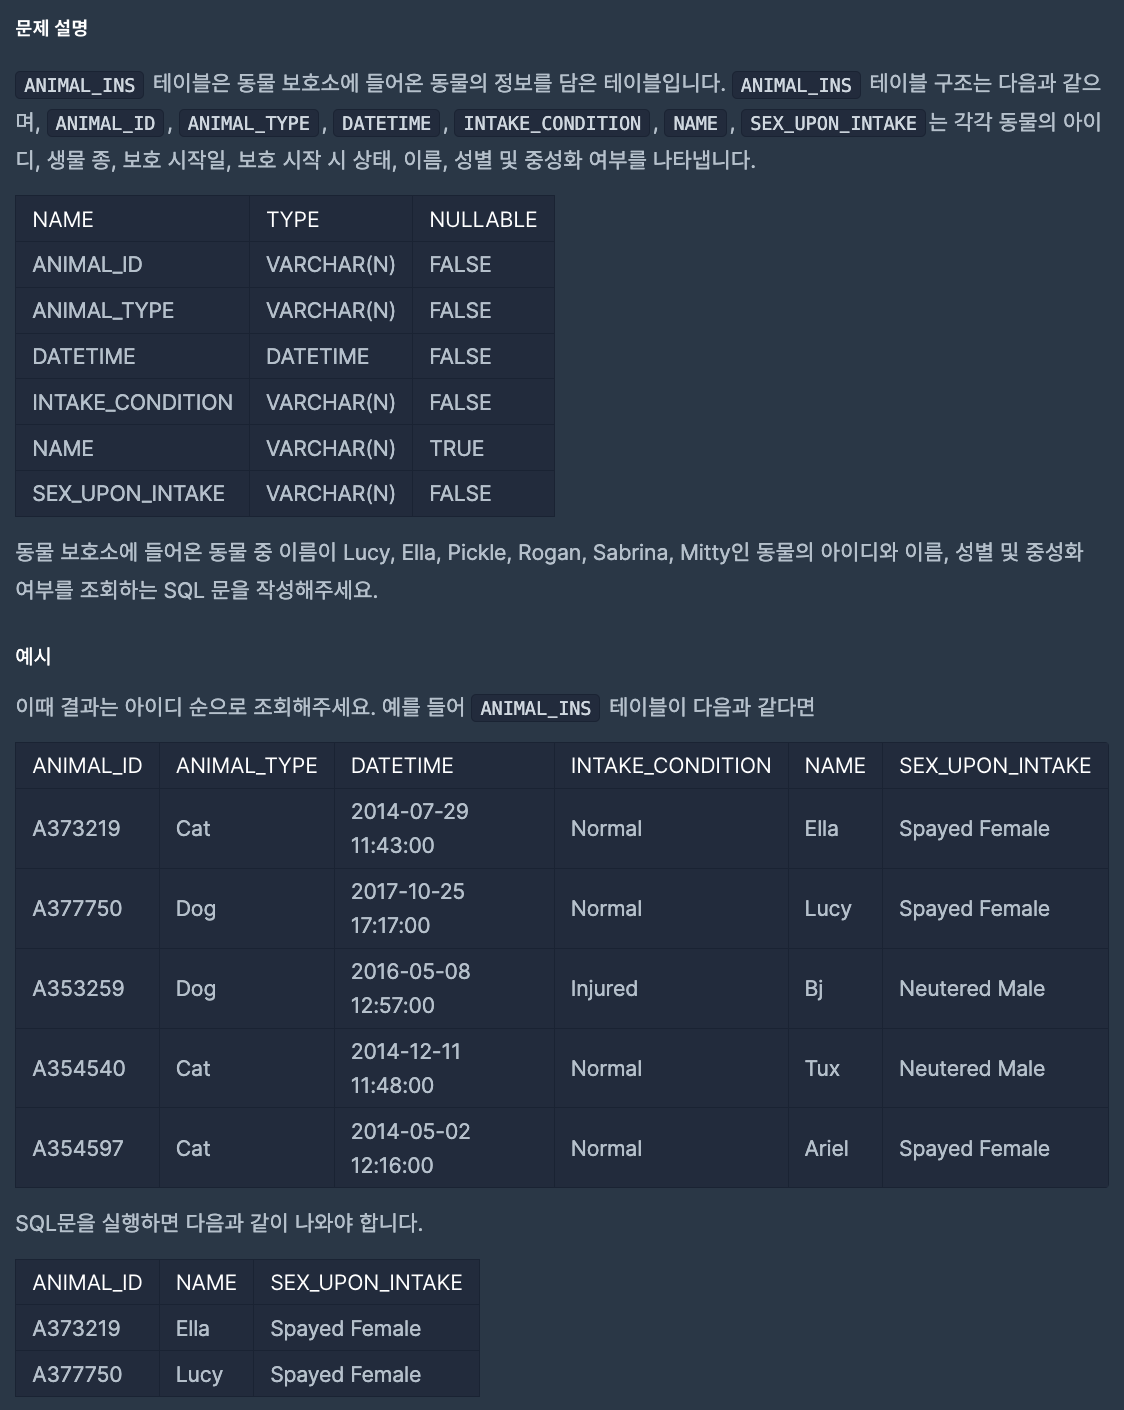 문제 설명
ANIMAL_INS 테이블은 동물 보호소에 들어온 동물의 정보를 담은 테이블입니다. ANIMAL_INS 테이블 구조는 다음과 같으
며, ANIMAL_ID, ANIMAL_TYPE, DATETIME, INTAKE_CONDITION, NAME, SEX_UPON_INTAKE는 각각 동물의 아이
디, 생물 종, 보호 시작일, 보호 시작 시 상태, 이름, 성별 및 중성화 여부를 나타냅니다.
NAME TYPE NULLABLE
ANIMAL_ID VARCHAR(N) FALSE
ANIMAL_TYPE VARCHAR(N) FALSE
DATETIME DATETIME FALSE
INTAKE_CONDITION VARCHAR(N) FALSE
NAME VARCHAR(N) TRUE
SEX_UPON_INTAKE VARCHAR(N) FALSE
동물 보호소에 들어온 동물 중 이름이 Lucy, Ella, Pickle, Rogan, Sabrina, Mitty인 동물의 아이디와 이름, 성별 및 중성화
여부를 조회하는 SQL 문을 작성해주세요.
예시
이때 결과는 아이디 순으로 조회해주세요. 예를 들어 ANIMAL_INS 테이블이 다음과 같다면
ANIMAL_ID ANIMAL_TYPE DATETIME INTAKE_CONDITION NAME SEX_UPON_INTAKE
A373219 Cat 2014-07-29 11:43:00 Normal Ella Spayed Female
A377750 Dog 2017-10-25 17:17:00 Normal Lucy Spayed Female
A353259 Dog 2016-05-08 12:57:00 Injured Bj Neutered Male
A354540 Cat 2014-12-11 11:48:00 Normal Tux Neutered Male
A354597 Cat 2014-05-02 12:16:00 Normal Ariel Spayed Female
SQL문을 실행하면 다음과 같이 나와야 합니다.
ANIMAL_ID NAME SEX_UPON_INTAKE
A373219 Ella Spayed Female
A377750 Lucy Spayed Female